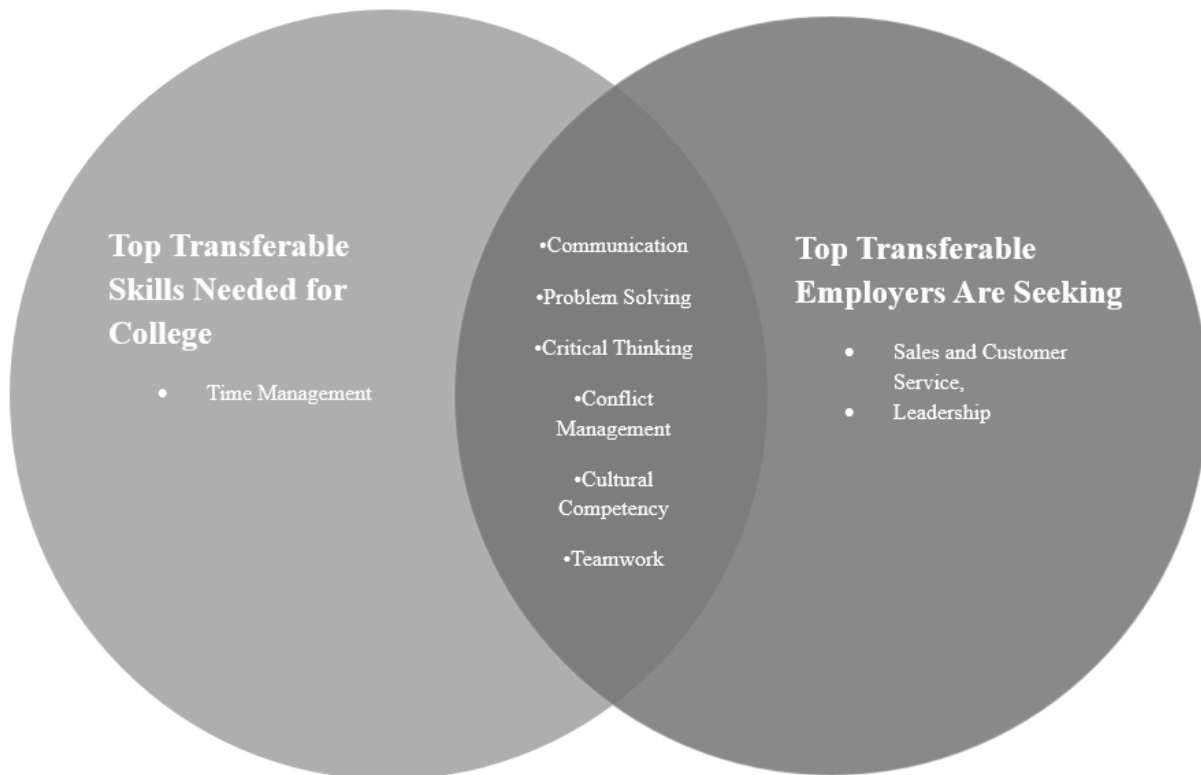 Top Transferable
Skills Needed for
College
• Time Management
•Communication
•Problem Solving
•Critical Thinking
•Conflict
Management
•Cultural
Competency
•Teamwork
Top Transferable
Employers Are Seeking
• Sales and Customer
Service,
• Leadership